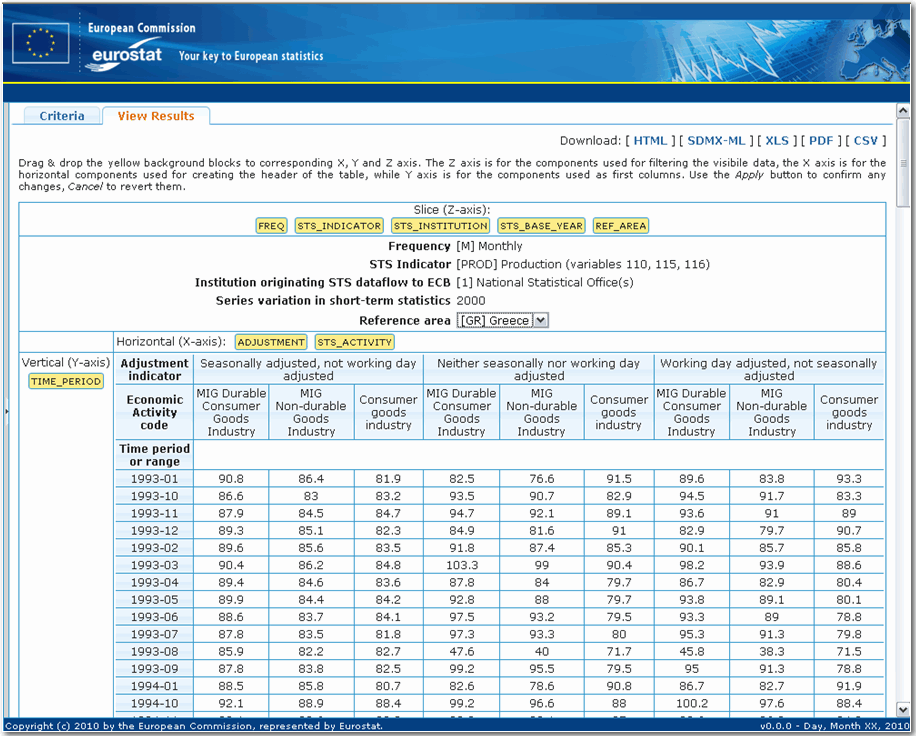 European Commission
eurostat Your key to European statistics
Criteria View Results
Download: [ HTML ] [ SDMX-ML ] [ XLS ] [ PDF ] [ CSV ]
Drag & drop the yellow background blocks to corresponding X, Y and Z axis. The Z axis is for the components used for filtering the visibile data, the X axis is for the
horizontal components used for creating the header of the table, while Y axis is for the components used as first columns. Use the Apply button to confirm any
changes, Cancel to revert them.
Slice (Z-axis):
FREQ STS_INDICATOR STS_INSTITUTION STS_BASE_YEAR REF_AREA
Frequency [M] Monthly
STS Indicator [PROD] Production (variables 110, 115, 116)
Institution originating STS dataflow to ECB [1] National Statistical Office(s)
Series variation in short-term statistics 2000
Reference area [GR] Greece
Horizontal (X-axis): ADJUSTMENT STS_ACTIVITY
Vertical (Y-axis)
TIME_PERIOD
Adjustment indicator Seasonally adjusted, not working day adjusted Neither seasonally nor working day adjusted Working day adjusted, not seasonally adjusted
Economic Activity code MIG Durable Consumer Goods Industry MIG Non-durable Goods Industry Consumer goods industry MIG Durable Consumer Goods Industry MIG Non-durable Goods Industry Consumer goods industry MIG Durable Consumer Goods Industry MIG Non-durable Goods Industry Consumer goods industry
Time period or range
1993-01 90.8 86.4 81.9 82.5 76.6 91.5 89.6 83.8 93.3
1993-10 86.6 83 83.2 93.5 90.7 82.9 94.5 91.7 83.3
1993-11 87.9 84.5 84.7 94.7 92.1 89.1 93.6 91 89
1993-12 89.3 85.1 82.3 84.9 81.6 91 82.9 79.7 90.7
1993-02 89.6 85.6 83.5 91.8 87.4 85.3 90.1 85.7 85.8
1993-03 90.4 86.2 84.8 103.3 99 90.4 98.2 93.9 88.6
1993-04 89.4 84.6 83.6 87.8 84 79.7 86.7 82.9 80.4
1993-05 89.9 84.4 84.2 92.8 88 79.7 93.8 89.1 80.1
1993-06 88.6 83.7 84.1 97.5 93.2 79.5 93.3 89 78.8
1993-07 87.8 83.5 81.8 97.3 93.3 80 95.3 91.3 79.8
1993-08 85.9 82.2 82.7 47.6 40 71.7 45.8 38.3 71.5
1993-09 87.8 83.8 82.5 99.2 95.5 79.5 95 91.3 78.8
1994-01 88.5 85.8 80.7 82.6 78.6 90.8 86.7 82.7 91.9
1994-10 92.1 88.9 88.4 99.2 96.6 88 100.2 97.6 88.4
Copyright (c) 2010 by the European Commission, represented by Eurostat. v0.0.0 - Day, Month XX, 2010